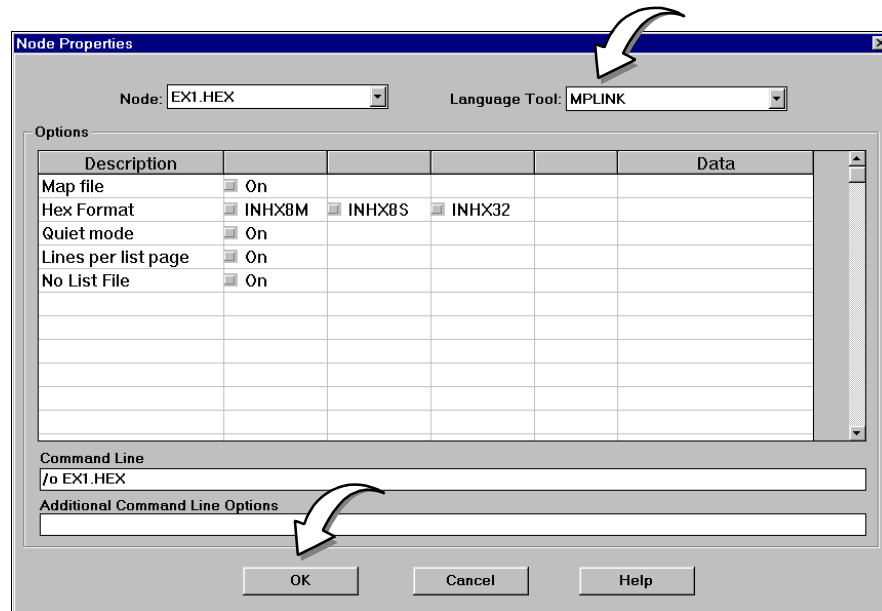 Node Properties
Node: EX1.HEX
Language Tool: MPLINK
Options
Description Data
Map file On
Hex Format INHX8M INHX8S INHX32
Quiet mode On
Lines per list page On
No List File On
Command Line
/o EX1.HEX
Additional Command Line Options
OK Cancel Help